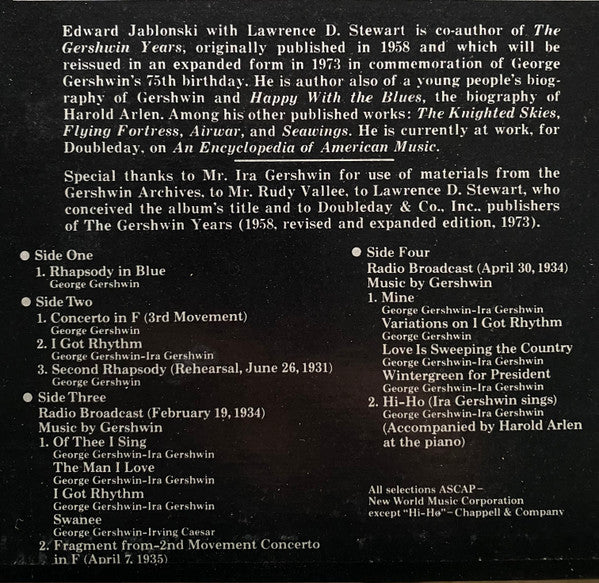 Edward Jablonski with Lawrence D. Stewart is co-author of The
Gershwin Years, originally published in 1958 and which will be
reissued in an expanded form in 1973 in commemoration of George
Gershwin's 75th birthday. He is author also of a young people's biog-
raphy of Gershwin and Happy With the Blues, the biography of
Harold Arlen. Among his other published works: The Knighted Skies,
Flying Fortress, Airwar, and Seawings. He is currently at work, for
Doubleday, on An Encyclopedia of American Music.
Special thanks to Mr. Ira Gershwin for use of materials from the
Gershwin Archives, to Mr. Rudy Vallee, to Lawrence D. Stewart, who
conceived the album's title and to Doubleday & Co., Inc., publishers
of The Gershwin Years (1958, revised and expanded edition, 1973).
● Side One
1. Rhapsody in Blue
George Gershwin
● Side Two
1. Concerto in F (3rd Movement)
George Gershwin
2. I Got Rhythm
George Gershwin-Ira Gershwin
3. Second Rhapsody (Rehearsal, June 26, 1931)
George Gershwin
● Side Three
Radio Broadcast (February 19, 1934)
Music by Gershwin
1. Of Thee I Sing
George Gershwin-Ira Gershwin
The Man I Love
George Gershwin-Ira Gershwin
I Got Rhythm
George Gershwin-Ira Gershwin
Swanee
George Gershwin-Irving Caesar
2. Fragment from-2nd Movement Concerto
in F (April 7, 1935)
● Side Four
Radio Broadcast (April 30, 1934)
Music by Gershwin
1. Mine
George Gershwin-Ira Gershwin
Variations on I Got Rhythm
George Gershwin
Love Is Sweeping the Country
George Gershwin-Ira Gershwin
Wintergreen for President
George Gershwin-Ira Gershwin
2. Hi-Ho (Ira Gershwin sings)
George Gershwin-Ira Gershwin
(Accompanied by Harold Arlen
at the piano)
All selections ASCAP–
New World Music Corporation
except "Hi-Ho"–Chappell & Company